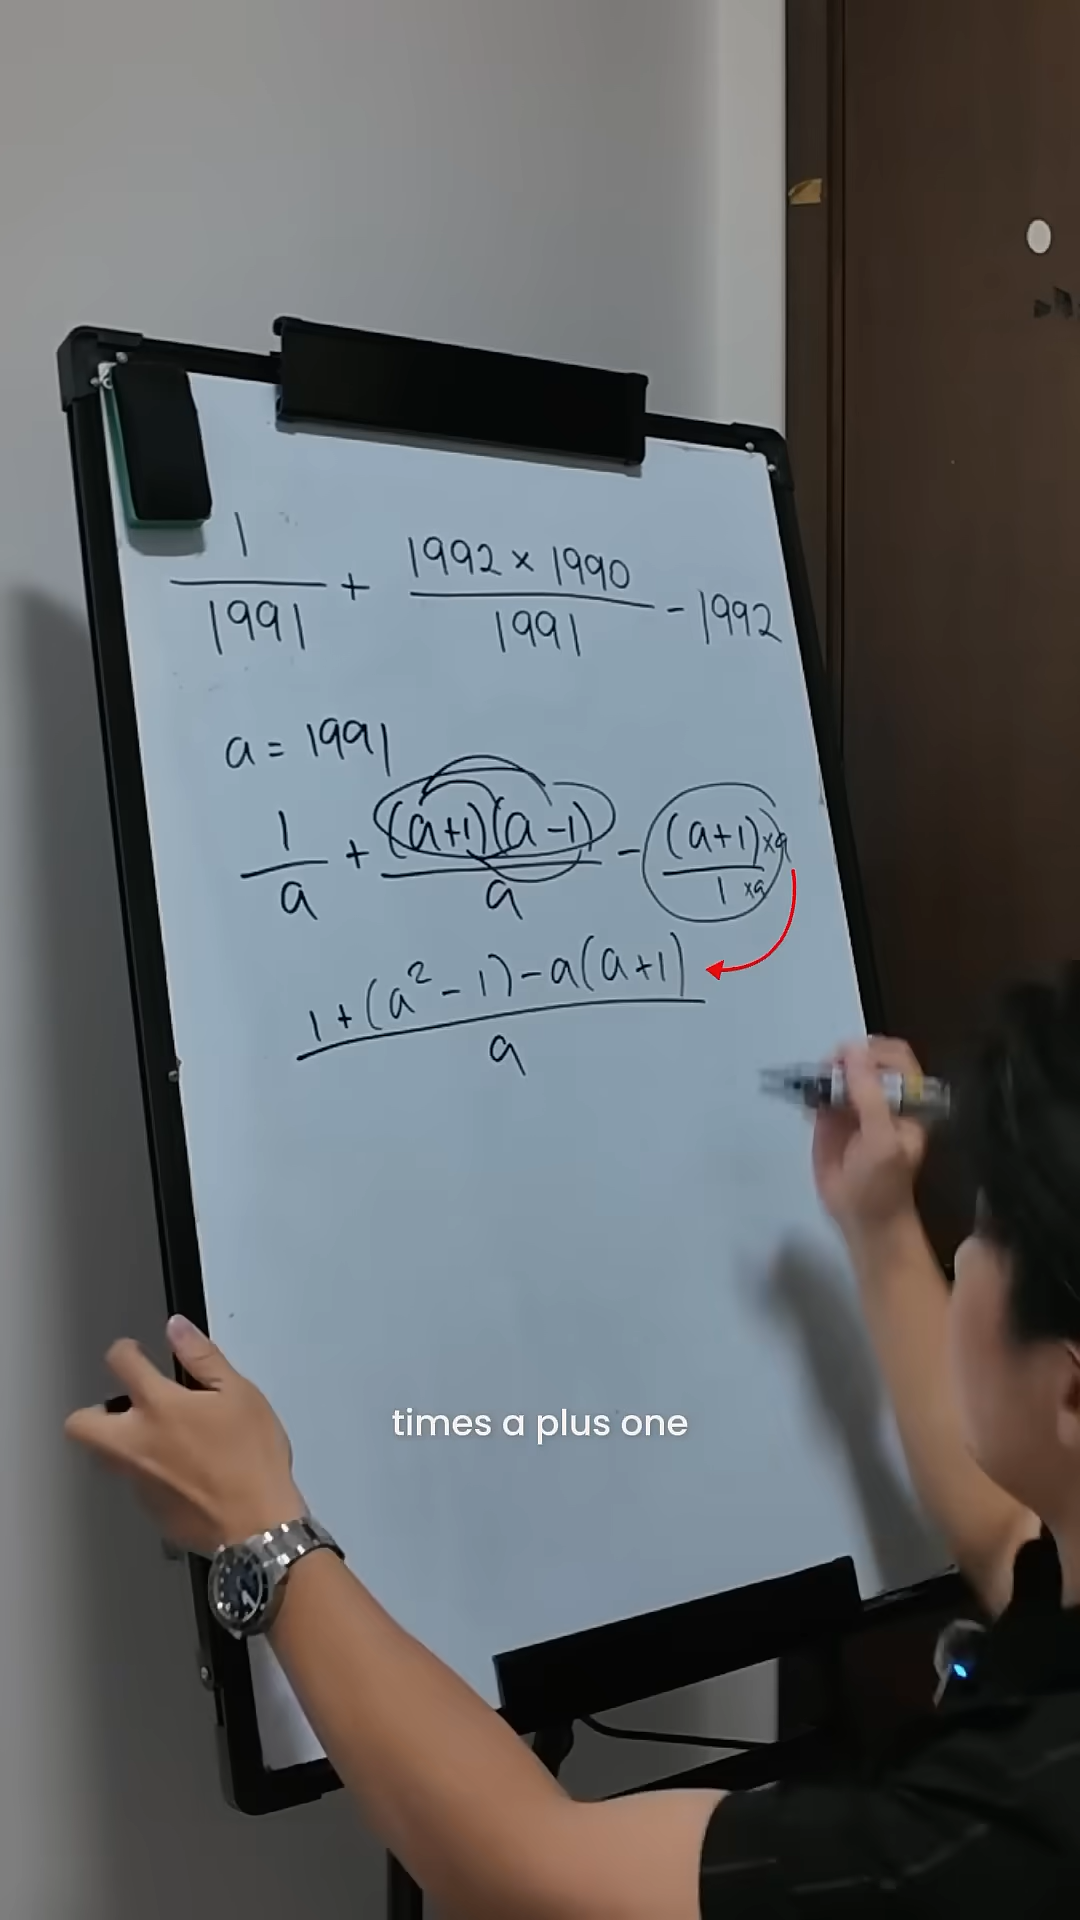 1/1991 + 1992 × 1990/1991 - 1992
a = 1991
1/a + (a+1)(a-1)/a - (a+1)×a/1×a
1+(a²-1)-a(a+1)/a
times a plus one